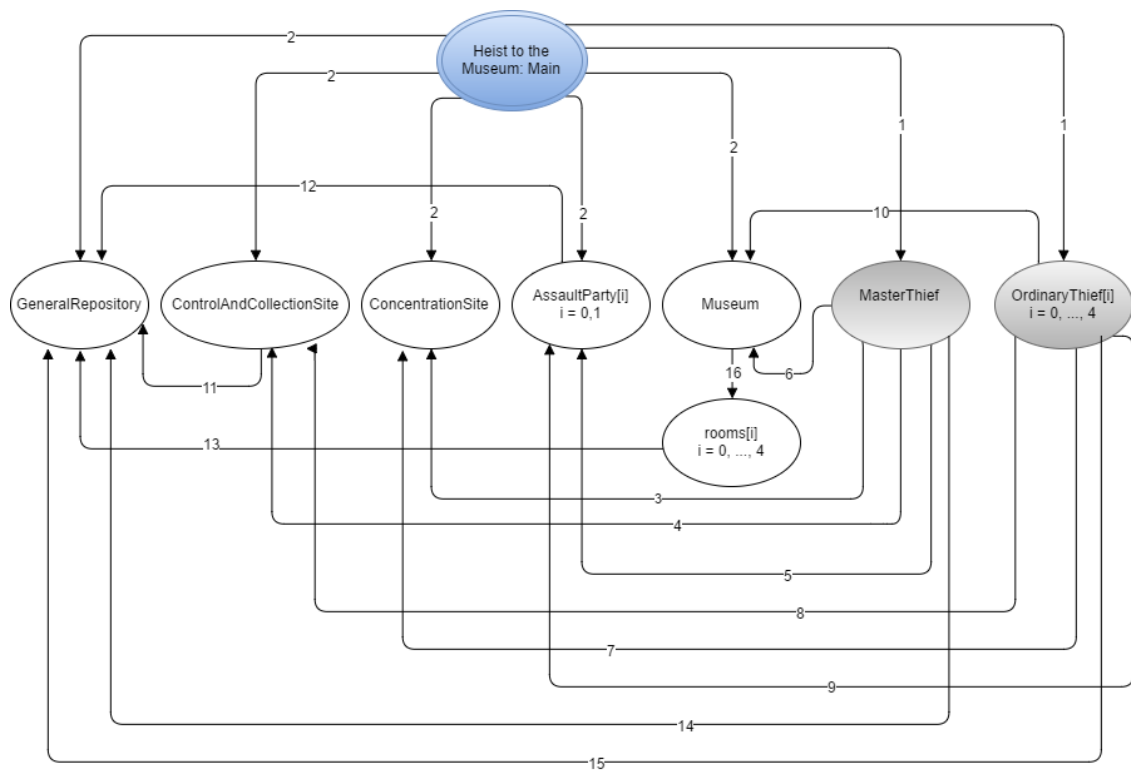 Heist to the
Museum: Main
2
2
1
1
2
12
2
2
10
GeneralRepository
ControlAndCollectionSite
ConcentrationSite
AssaultParty[i]
i = 0,1
Museum
MasterThief
OrdinaryThief[i]
i = 0, ..., 4
16
6
11
rooms[i]
i = 0, ..., 4
13
3
4
5
8
7
9
14
15